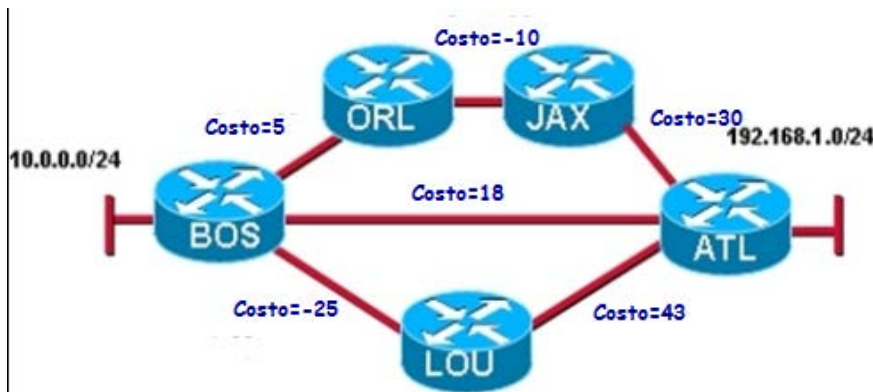 Costo=-10
ORL
JAX
Costo=5
Costo=30
192.168.1.0/24
10.0.0.0/24
Costo=18
BOS
ATL
Costo=-25
Costo=43
LOU